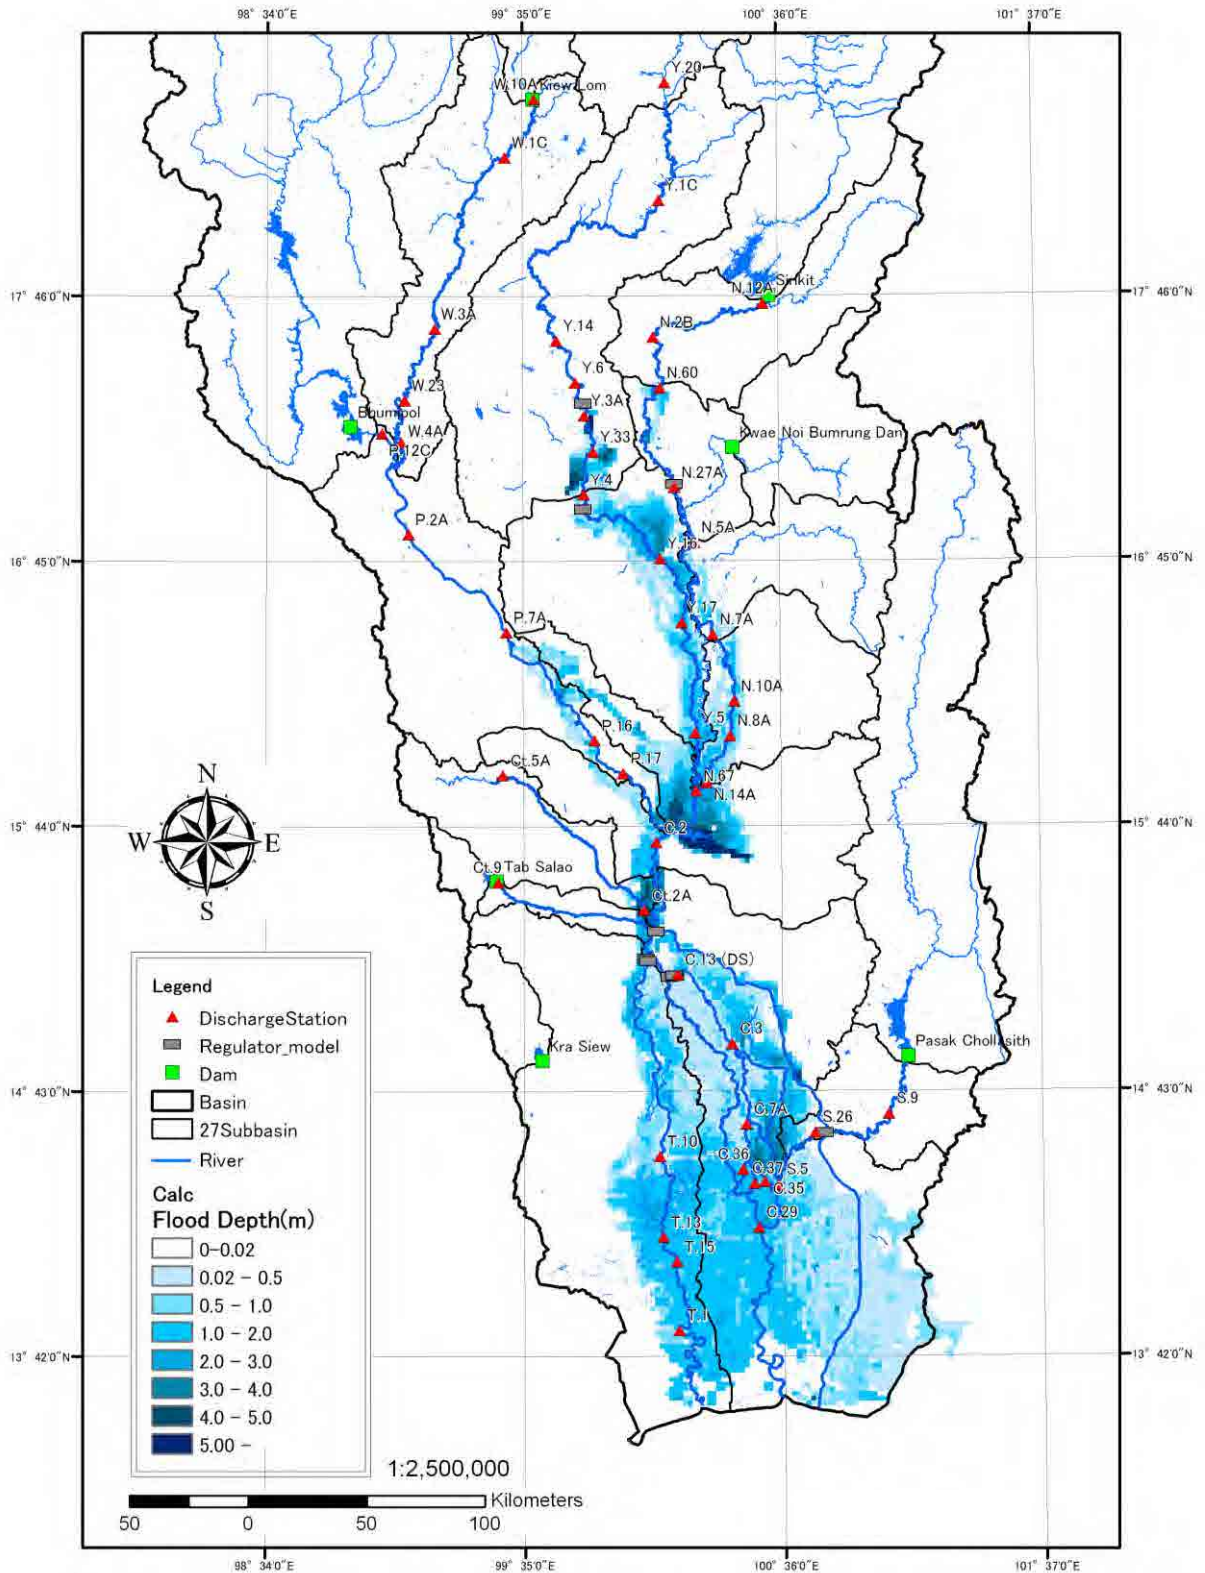 98° 34'0"E
99° 35'0"E
100° 36'0"E
101° 37'0"E
Y.20
W.10A Kiew Lom
W.1C
Y.1C
17° 46'0"N
17° 46'0"N
Sirikit
N.12A
W.3A
Y.14
N.2B
Y.6
N.60
W.23
Y.3A
Bhumipol
W.4A
P.12C
Y.33
Kwae Noi Bumrung Dan
Y.4
N.27A
P.2A
N.5A
Y.16
16° 45'0"N
16° 45'0"N
P.7A
Y.17
N.7A
N.10A
P.16
Y.5
N.8A
Ct.5A
P.17
N.67
N.14A
N
W
E
S
15° 44'0"N
15° 44'0"N
C.2
Ct.9 Tab Salao
Ct.2A
C.13 (DS)
C.3
Kra Siew
Pasak Chollasith
14° 43'0"N
14° 43'0"N
S.9
C.7A
S.26
T.10
C.36
C.37
S.5
C.35
T.13
C.29
T.15
T.1
13° 42'0"N
13° 42'0"N
Legend
DischargeStation
Regulator_model
Dam
Basin
27Subbasin
River
Calc
Flood Depth(m)
0-0.02
0.02 - 0.5
0.5 - 1.0
1.0 - 2.0
2.0 - 3.0
3.0 - 4.0
4.0 - 5.0
5.00 -
1:2,500,000
Kilometers
50
0
50
100
98° 34'0"E
99° 35'0"E
100° 36'0"E
101° 37'0"E